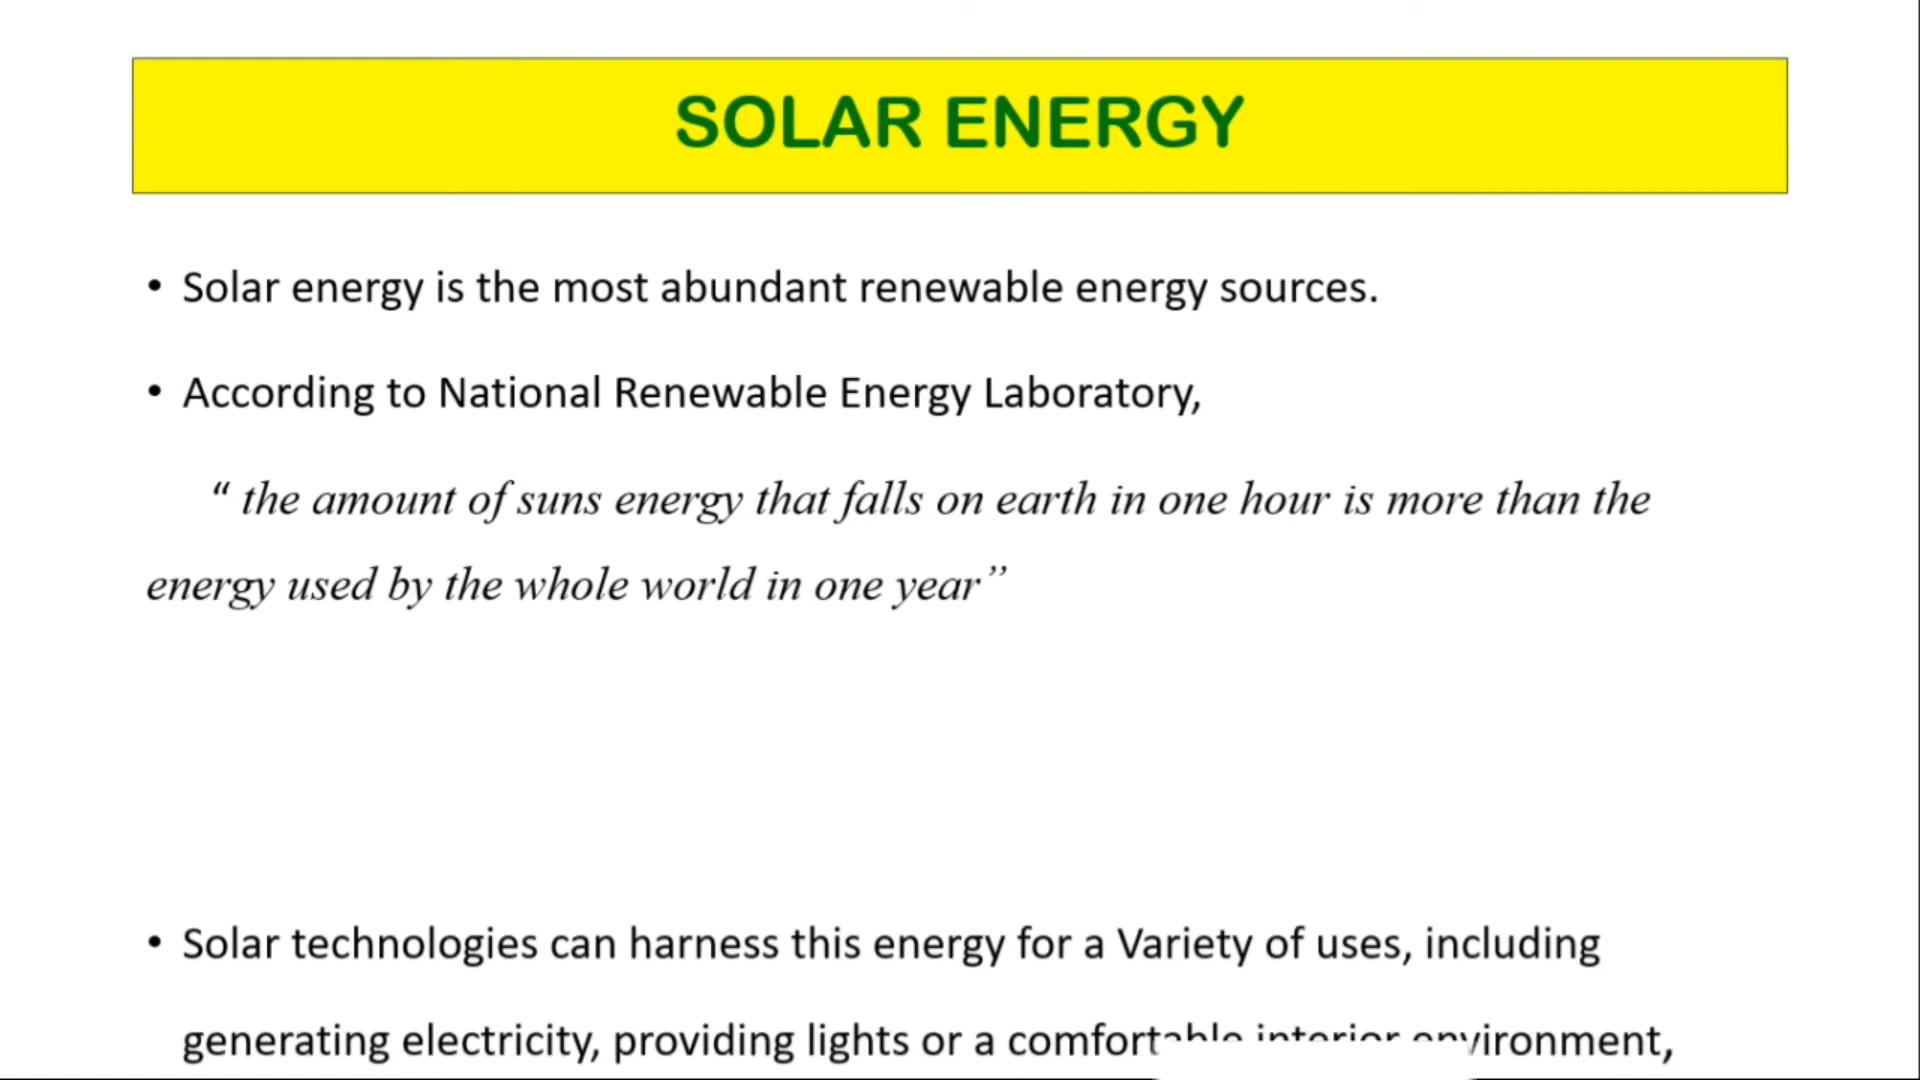 SOLAR ENERGY
• Solar energy is the most abundant renewable energy sources.
• According to National Renewable Energy Laboratory,
“ the amount of suns energy that falls on earth in one hour is more than the
energy used by the whole world in one year”
• Solar technologies can harness this energy for a Variety of uses, including
generating electricity, providing lights or a comfortable interior environment,